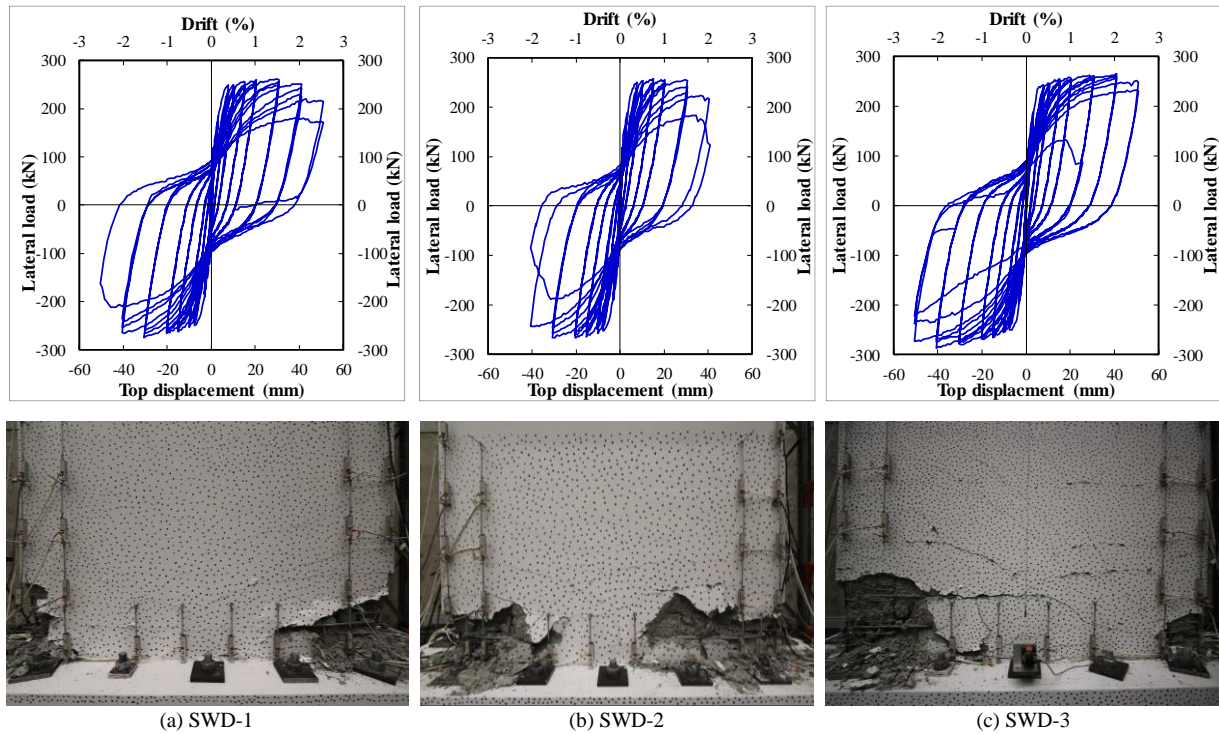 Drift (%)
-3 -2 -1 0 1 2 3
300 200 100 0 -100 -200 -300
Lateral load (kN)
300 200 100 0 -100 -200 -300
Lateral load (kN)
-60 -40 -20 0 20 40 60
Top displacement (mm)
Drift (%)
-3 -2 -1 0 1 2 3
300 200 100 0 -100 -200 -300
Lateral load (kN)
300 200 100 0 -100 -200 -300
Lateral load (kN)
-60 -40 -20 0 20 40 60
Top displacement (mm)
Drift (%)
-3 -2 -1 0 1 2 3
300 200 100 0 -100 -200 -300
Lateral load (kN)
300 200 100 0 -100 -200 -300
Lateral load (kN)
-60 -40 -20 0 20 40 60
Top displacmenet (mm)
(a) SWD-1
(b) SWD-2
(c) SWD-3